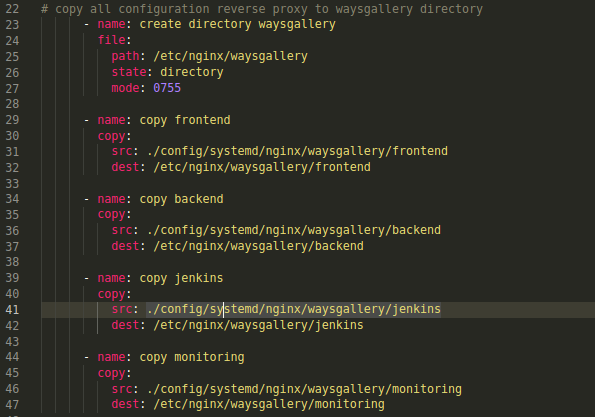 22 # copy all configuration reverse proxy to waysgallery directory
23       - name: create directory waysgallery
24         file:
25           path: /etc/nginx/waysgallery
26           state: directory
27           mode: 0755
28
29       - name: copy frontend
30         copy:
31           src: ./config/systemd/nginx/waysgallery/frontend
32           dest: /etc/nginx/waysgallery/frontend
33
34       - name: copy backend
35         copy:
36           src: ./config/systemd/nginx/waysgallery/backend
37           dest: /etc/nginx/waysgallery/backend
38
39       - name: copy jenkins
40         copy:
41           src: ./config/systemd/nginx/waysgallery/jenkins
42           dest: /etc/nginx/waysgallery/jenkins
43
44       - name: copy monitoring
45         copy:
46           src: ./config/systemd/nginx/waysgallery/monitoring
47           dest: /etc/nginx/waysgallery/monitoring